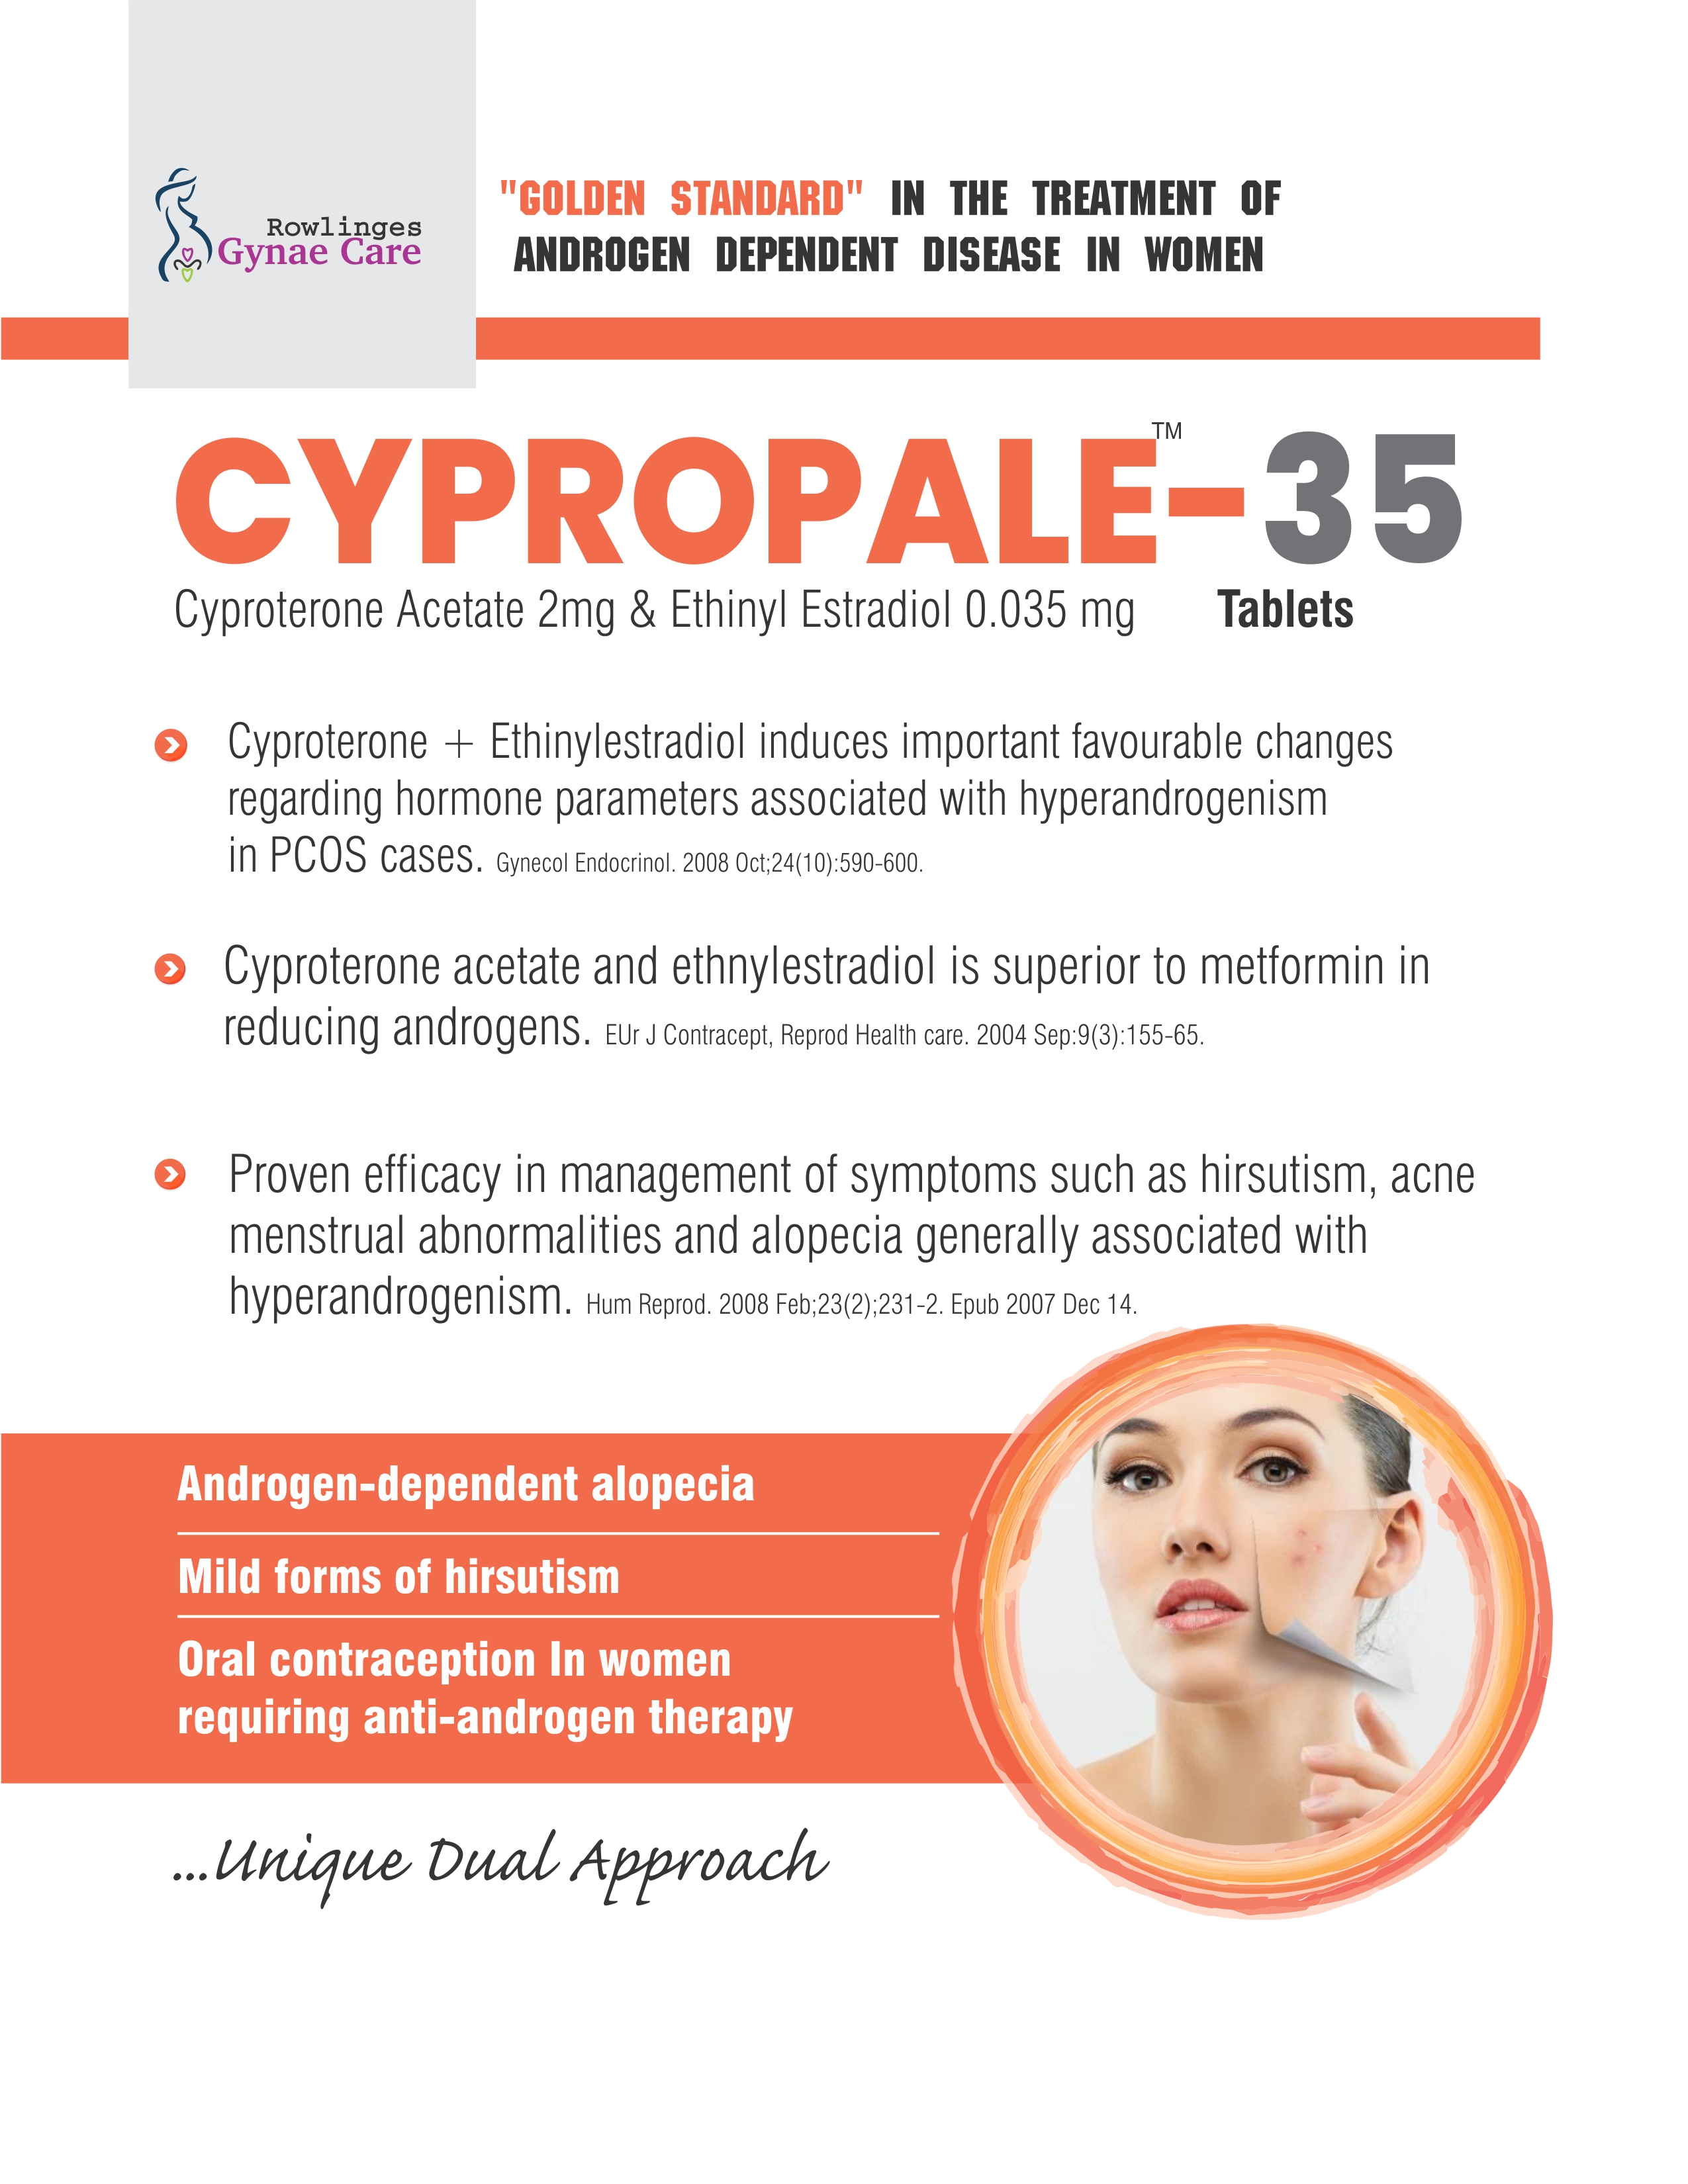 Rowlinges
Gynae Care
"GOLDEN STANDARD" IN THE TREATMENT OF
ANDROGEN DEPENDENT DISEASE IN WOMEN
CYPROPALE™-35
Cyproterone Acetate 2mg & Ethinyl Estradiol 0.035 mg Tablets
Cyproterone + Ethinylestradiol induces important favourable changes
regarding hormone parameters associated with hyperandrogenism
in PCOS cases. Gynecol Endocrinol. 2008 Oct;24(10):590-600.
Cyproterone acetate and ethnylestradiol is superior to metformin in
reducing androgens. EUr J Contracept, Reprod Health care. 2004 Sep:9(3):155-65.
Proven efficacy in management of symptoms such as hirsutism, acne
menstrual abnormalities and alopecia generally associated with
hyperandrogenism. Hum Reprod. 2008 Feb;23(2);231-2. Epub 2007 Dec 14.
Androgen-dependent alopecia
Mild forms of hirsutism
Oral contraception In women
requiring anti-androgen therapy
...Unique Dual Approach